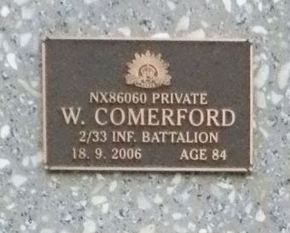 NX86060 PRIVATE
W. COMERFORD
2/33 INF. BATTALION
18. 9. 2006 AGE 84